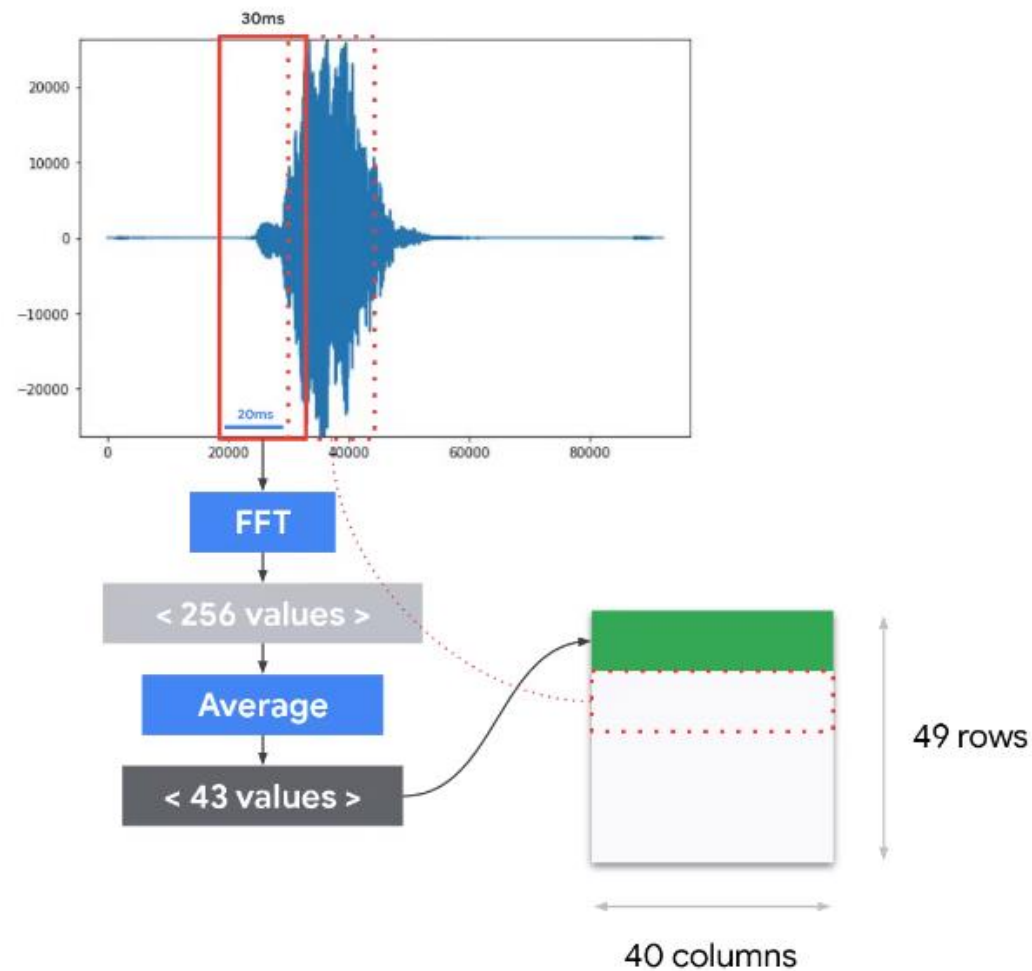 30ms
20000
10000
0
−10000
−20000
20ms
0 20000 40000 60000 80000
FFT
< 256 values >
Average
< 43 values >
49 rows
40 columns